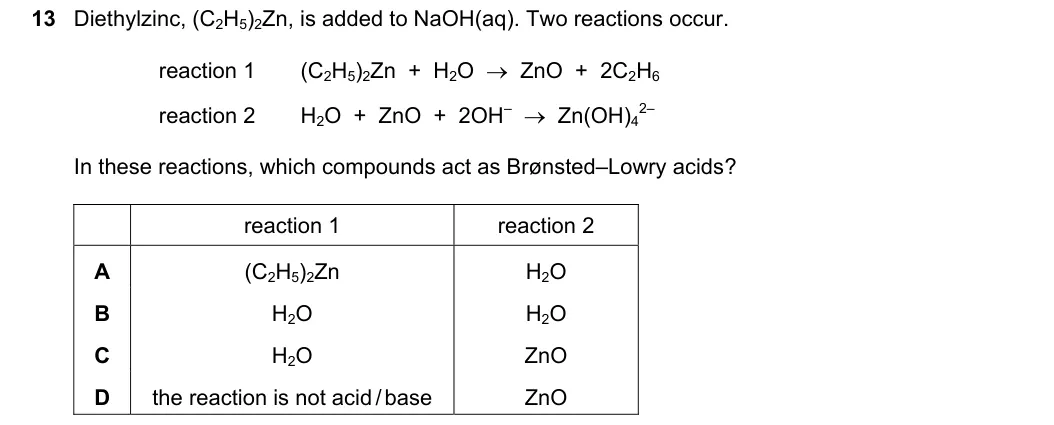 13 Diethylzinc, (C₂H₅)₂Zn, is added to NaOH(aq). Two reactions occur.
reaction 1 (C₂H₅)₂Zn + H₂O → ZnO + 2C₂H₆
reaction 2 H₂O + ZnO + 2OH⁻ → Zn(OH)₄²⁻
In these reactions, which compounds act as Brønsted–Lowry acids?
reaction 1 reaction 2
A (C₂H₅)₂Zn H₂O
B H₂O H₂O
C H₂O ZnO
D the reaction is not acid/base ZnO